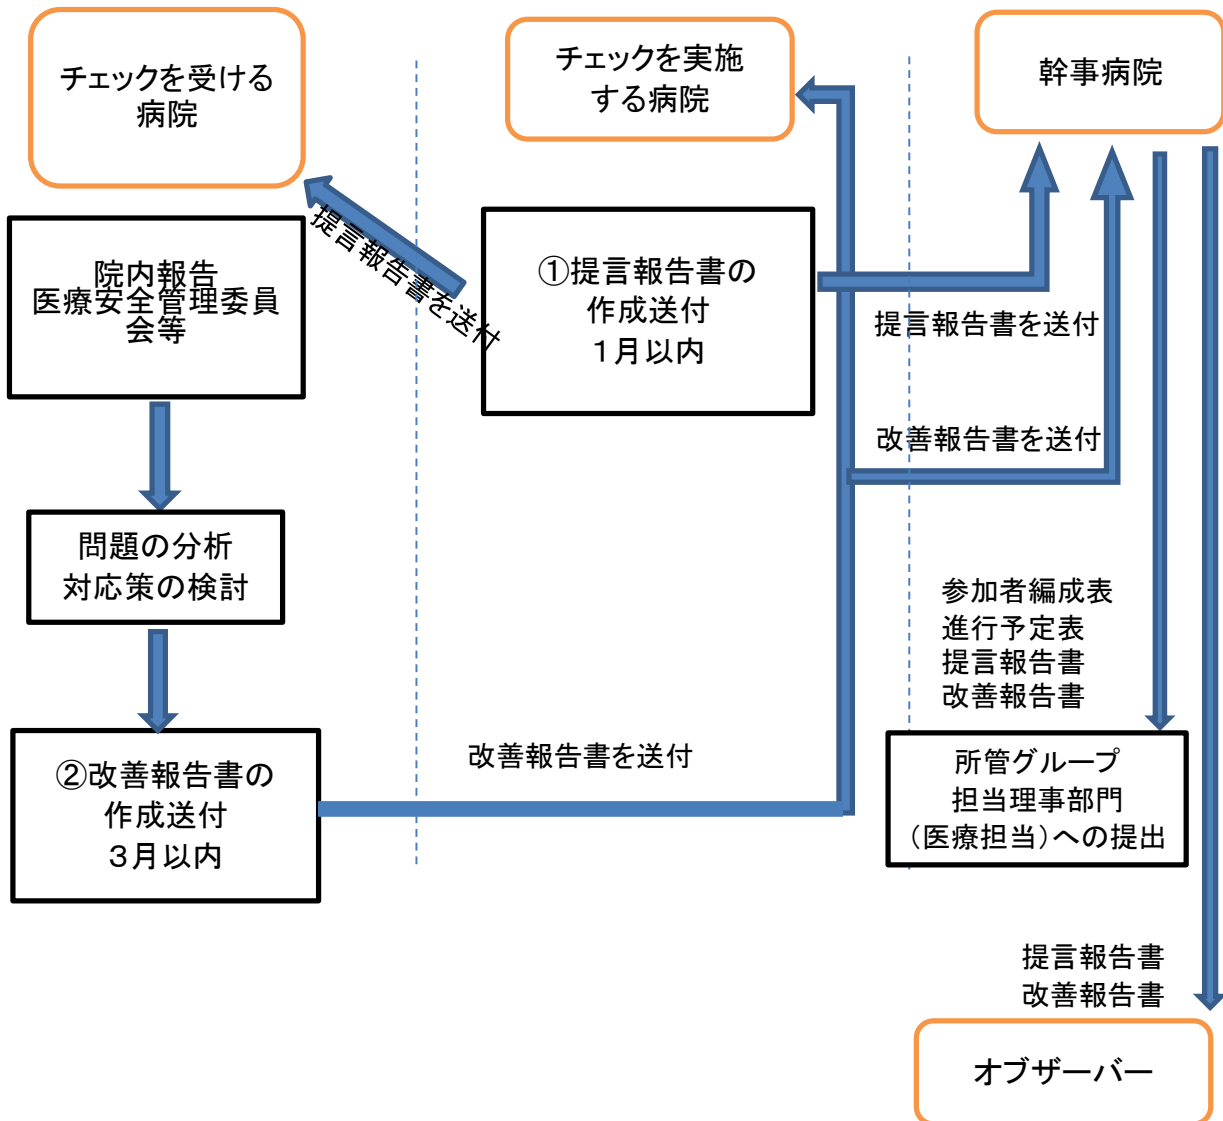 チェックを受ける
病院
チェックを実施
する病院
幹事病院
提言報告書を送付
院内報告
医療安全管理委員
会等
①提言報告書の
作成送付
１月以内
提言報告書を送付
改善報告書を送付
問題の分析
対応策の検討
参加者編成表
進行予定表
提言報告書
改善報告書
②改善報告書の
作成送付
３月以内
改善報告書を送付
所管グループ
担当理事部門
（医療担当）への提出
提言報告書
改善報告書
オブザーバー